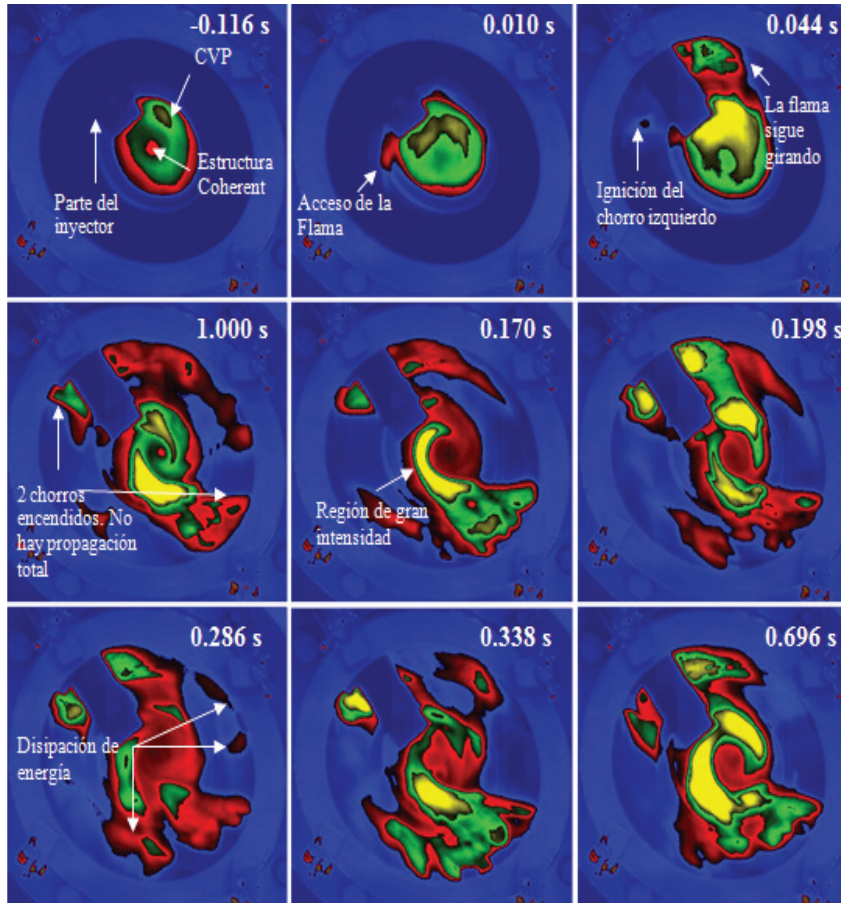 -0.116 s
CVP
Estructura
Coherent
Parte del
inyector
0.010 s
Acceso de la
Flama
0.044 s
La flama
sigue
girando
Ignición del
chorro izquierdo
1.000 s
2 chorros
encendidos. No
hay propagación
total
0.170 s
Región de gran
intensidad
0.198 s
0.286 s
Disipación de
energía
0.338 s
0.696 s